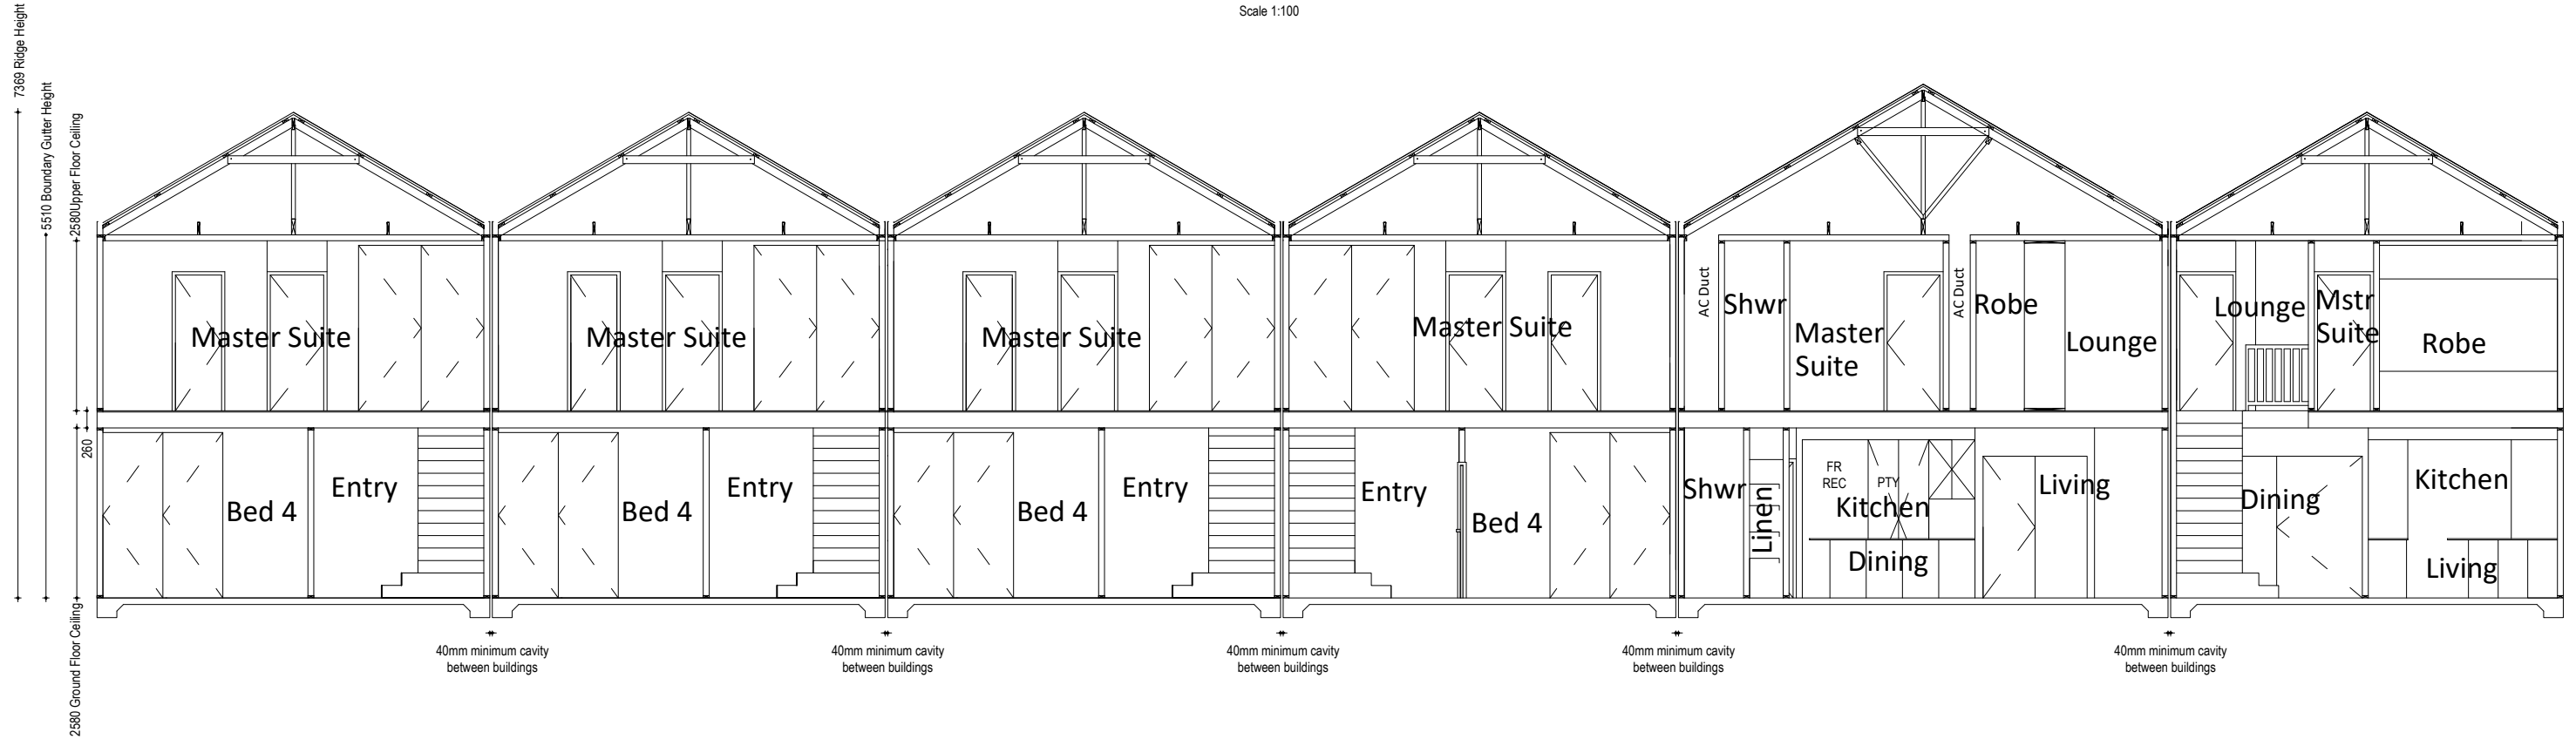 Scale 1:100
7369 Ridge Height
5510 Boundary Gutter Height
2580Upper Floor Ceiling
260
2580 Ground Floor Ceiling
Master Suite
Master Suite
Master Suite
Master Suite
AC Duct
Shwr
Master
Suite
AC Duct
Robe
Lounge
Lounge
Mstr
Suite
Robe
Bed 4
Entry
Bed 4
Entry
Bed 4
Entry
Entry
Bed 4
Shwr
Linen
FR
REC
PTY
Kitchen
Dining
Living
Dining
Kitchen
Living
40mm minimum cavity
between buildings
40mm minimum cavity
between buildings
40mm minimum cavity
between buildings
40mm minimum cavity
between buildings
40mm minimum cavity
between buildings